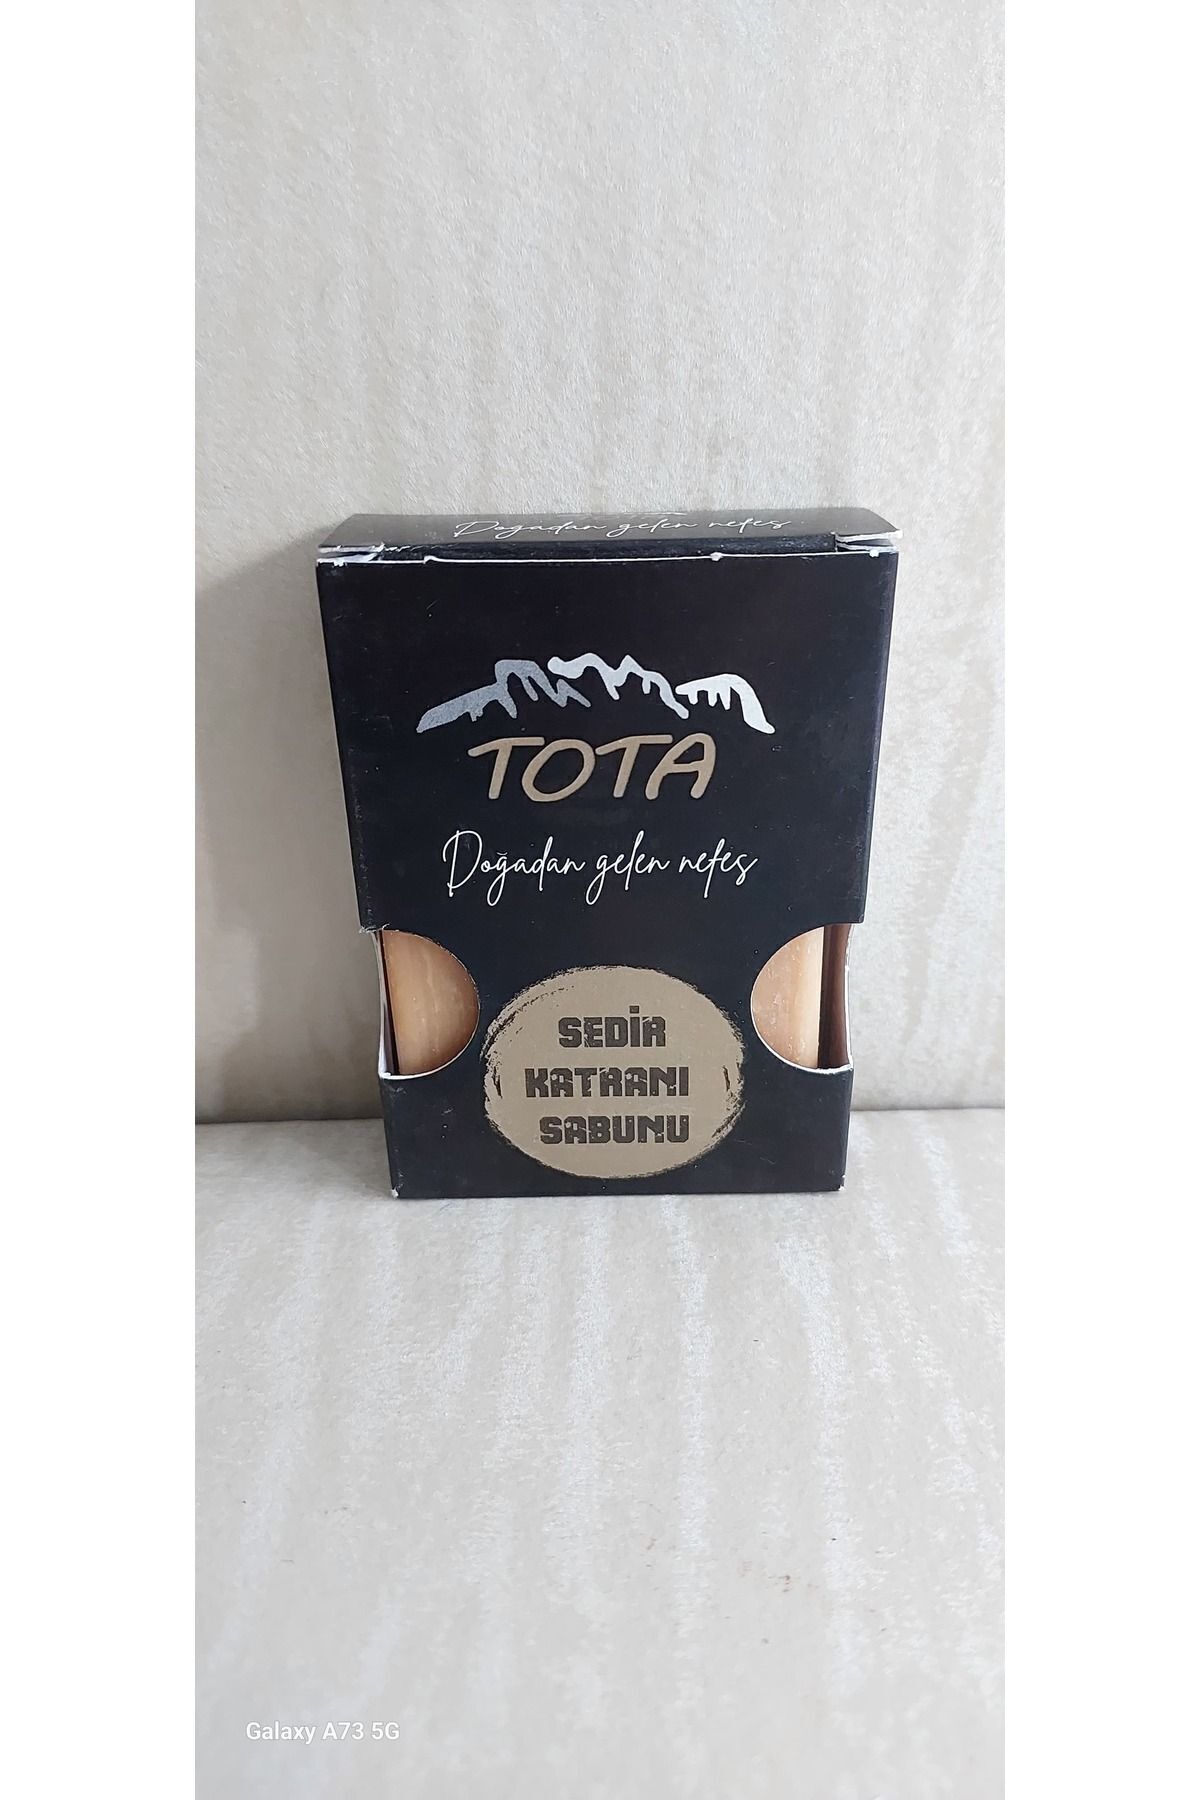 Doğadan gelen nefes
TOTA
Doğadan gelen nefes
SEDİR
KATRANI
SABUNU
Galaxy A73 5G